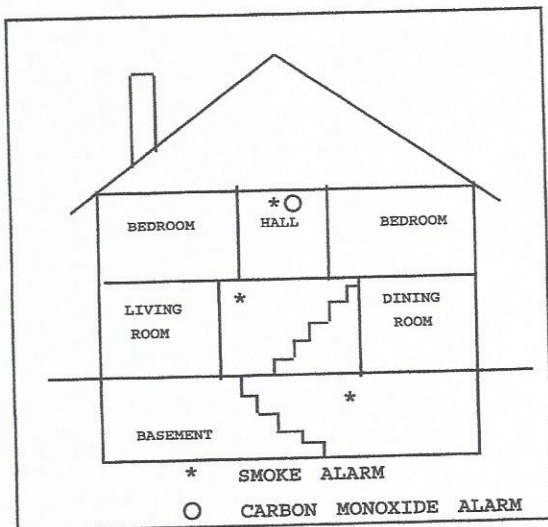 * O
BEDROOM HALL BEDROOM
*
LIVING ROOM
DINING ROOM
*
BASEMENT
* SMOKE ALARM
O CARBON MONOXIDE ALARM